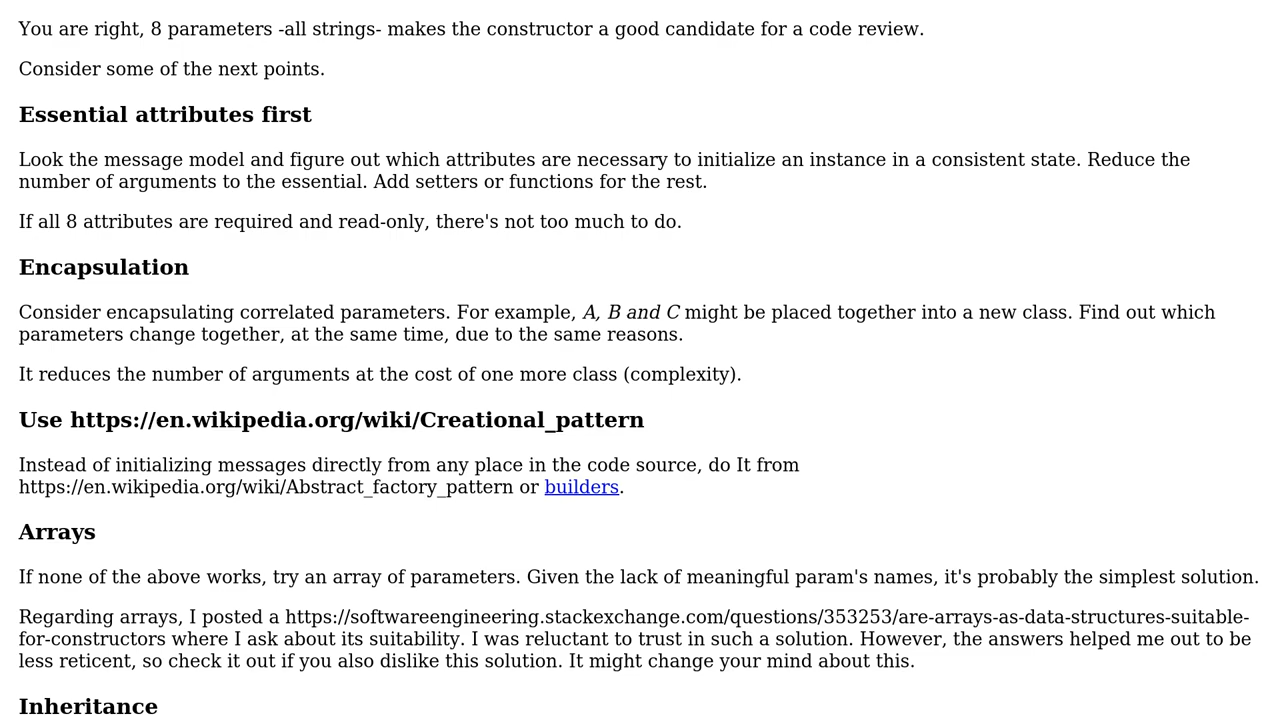 You are right, 8 parameters -all strings- makes the constructor a good candidate for a code review.
Consider some of the next points.
Essential attributes first
Look the message model and figure out which attributes are necessary to initialize an instance in a consistent state. Reduce the
number of arguments to the essential. Add setters or functions for the rest.
If all 8 attributes are required and read-only, there's not too much to do.
Encapsulation
Consider encapsulating correlated parameters. For example, A, B and C might be placed together into a new class. Find out which
parameters change together, at the same time, due to the same reasons.
It reduces the number of arguments at the cost of one more class (complexity).
Use https://en.wikipedia.org/wiki/Creational_pattern
Instead of initializing messages directly from any place in the code source, do It from
https://en.wikipedia.org/wiki/Abstract_factory_pattern or builders.
Arrays
If none of the above works, try an array of parameters. Given the lack of meaningful param's names, it's probably the simplest solution.
Regarding arrays, I posted a https://softwareengineering.stackexchange.com/questions/353253/are-arrays-as-data-structures-suitable-
for-constructors where I ask about its suitability. I was reluctant to trust in such a solution. However, the answers helped me out to be
less reticent, so check it out if you also dislike this solution. It might change your mind about this.
Inheritance